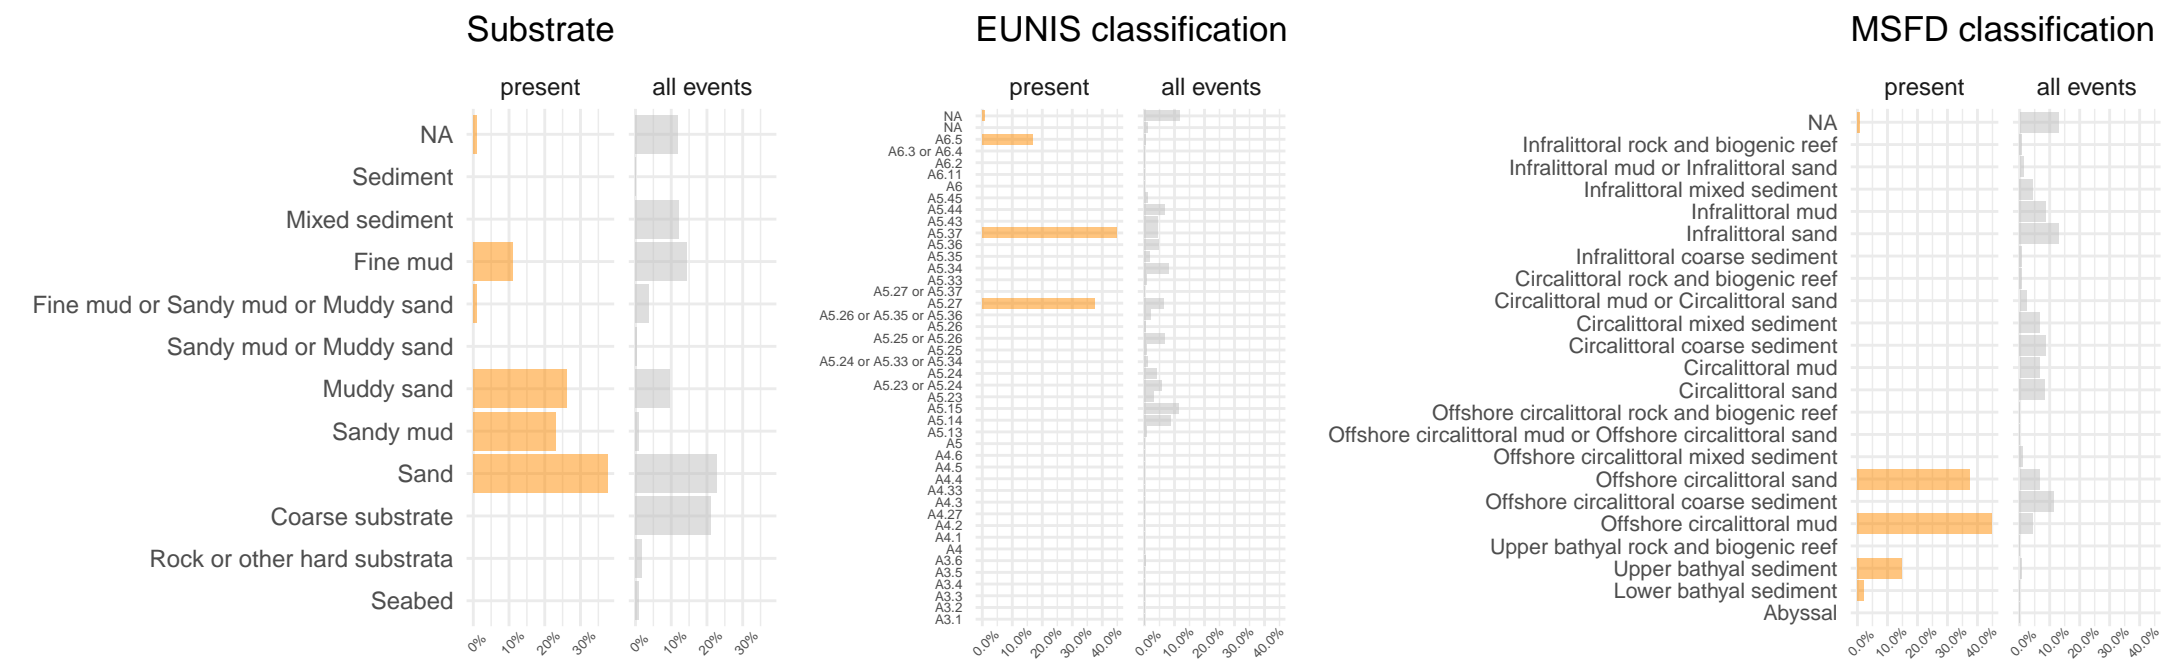 Substrate
present all events
NA
Sediment
Mixed sediment
Fine mud
Fine mud or Sandy mud or Muddy sand
Sandy mud or Muddy sand
Muddy sand
Sandy mud
Sand
Coarse substrate
Rock or other hard substrata
Seabed
0% 10% 20% 30% 0% 10% 20% 30%
EUNIS classification
present all events
NA
NA
A6.5
A6.3 or A6.4
A6.2
A6.11
A6
A5.45
A5.44
A5.43
A5.37
A5.36
A5.35
A5.34
A5.33
A5.27 or A5.37
A5.27
A5.26 or A5.35 or A5.36
A5.26
A5.25 or A5.26
A5.25
A5.24 or A5.33 or A5.34
A5.24
A5.23 or A5.24
A5.23
A5.15
A5.14
A5.13
A5
A4.6
A4.5
A4.4
A4.33
A4.3
A4.27
A4.2
A4.1
A4
A3.6
A3.5
A3.4
A3.3
A3.2
A3.1
0.0% 10.0% 20.0% 30.0% 40.0% 0.0% 10.0% 20.0% 30.0% 40.0%
MSFD classification
present all events
NA
Infralittoral rock and biogenic reef
Infralittoral mud or Infralittoral sand
Infralittoral mixed sediment
Infralittoral mud
Infralittoral sand
Infralittoral coarse sediment
Circalittoral rock and biogenic reef
Circalittoral mud or Circalittoral sand
Circalittoral mixed sediment
Circalittoral coarse sediment
Circalittoral mud
Circalittoral sand
Offshore circalittoral rock and biogenic reef
Offshore circalittoral mud or Offshore circalittoral sand
Offshore circalittoral mixed sediment
Offshore circalittoral sand
Offshore circalittoral coarse sediment
Offshore circalittoral mud
Upper bathyal rock and biogenic reef
Upper bathyal sediment
Lower bathyal sediment
Abyssal
0.0% 10.0% 20.0% 30.0% 40.0% 0.0% 10.0% 20.0% 30.0% 40.0%